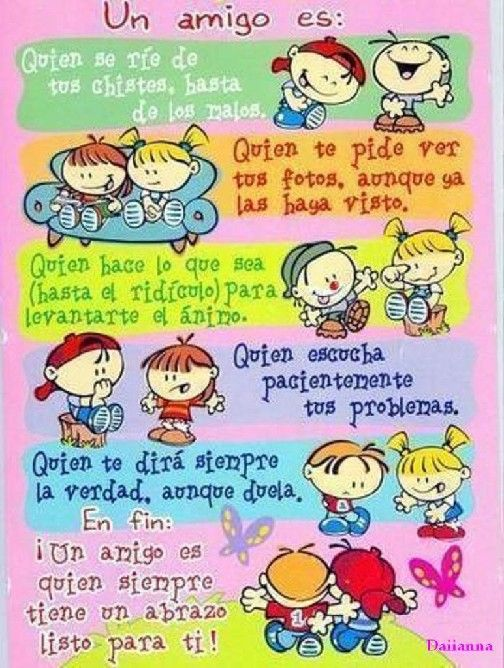 Un amigo es:
Quien se ríe de
tus chistes, hasta
de los malos.
Quien te pide ver
tus fotos, aunque ya
las haya visto.
Quien hace lo que sea
(hasta el ridículo) para
levantarte el ánimo.
Quien escucha
pacientemente
tus problemas.
Quien te dirá siempre
la verdad, aunque duela.
En fin:
¡Un amigo es
quien siempre
tiene un abrazo
listo para ti!
1
1
Daiianna